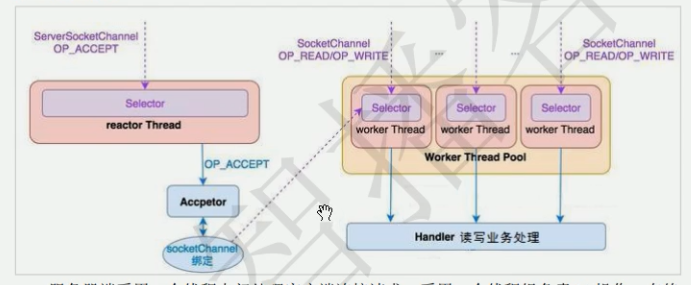 ServerSocketChannel
OP_ACCEPT
Selector
reactor Thread
OP_ACCEPT
Accpetor
socketChannel
绑定
SocketChannel
OP_READ/OP_WRITE
...
...
SocketChannel
OP_READ/OP_WRITE
Selector
worker Thread
Selector
worker Thread
Selector
worker Thread
Worker Thread Pool
Handler 读写业务处理